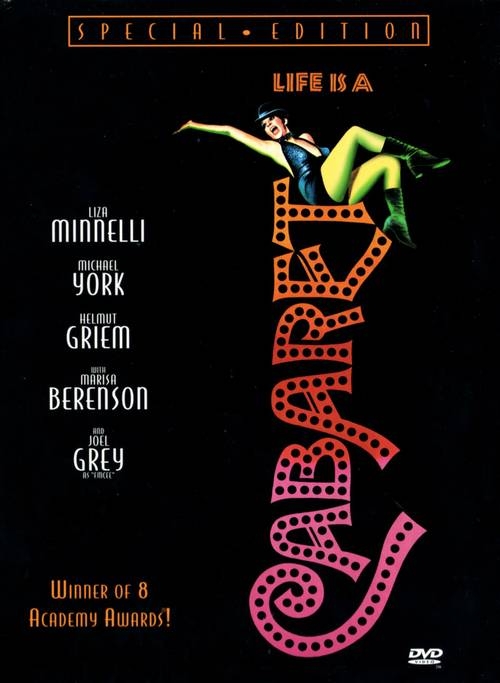 SPECIAL • EDITION
LIFE IS A
CABARET
LIZA
MINNELLI
MICHAEL
YORK
HELMUT
GRIEM
WITH
MARISA
BERENSON
AND
JOEL
GREY
AS "EMCEE"
WINNER OF 8
ACADEMY AWARDS!
DVD
VIDEO